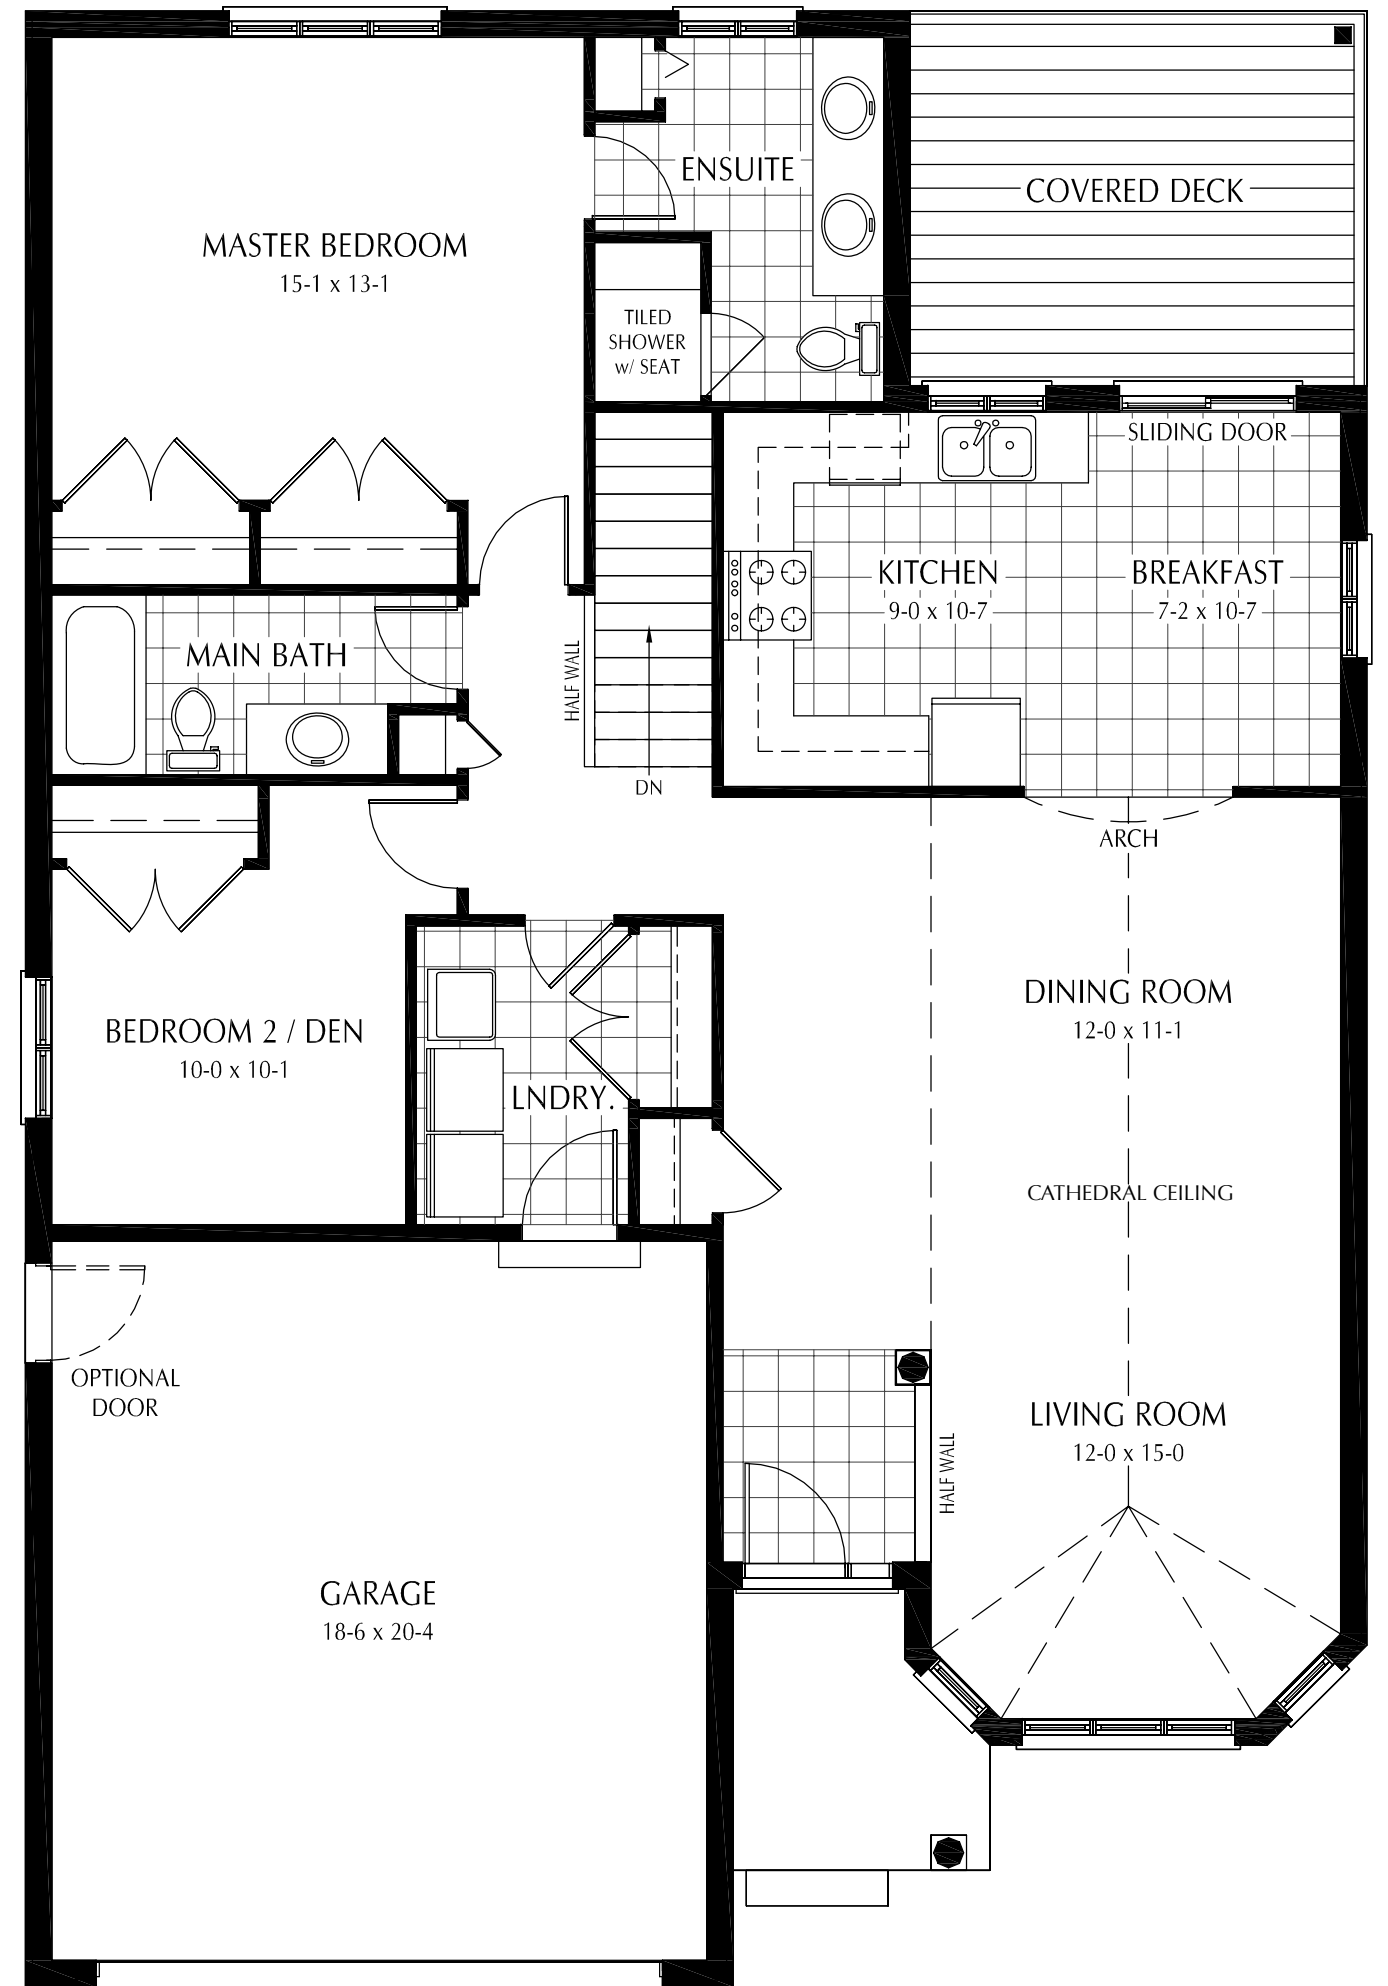 ENSUITE
COVERED DECK
MASTER BEDROOM
15-1 x 13-1
TILED
SHOWER
w/ SEAT
SLIDING DOOR
KITCHEN
9-0 x 10-7
BREAKFAST
7-2 x 10-7
MAIN BATH
HALF WALL
DN
ARCH
DINING ROOM
12-0 x 11-1
BEDROOM 2 / DEN
10-0 x 10-1
LNDRY.
CATHEDRAL CEILING
OPTIONAL
DOOR
LIVING ROOM
12-0 x 15-0
HALF WALL
GARAGE
18-6 x 20-4